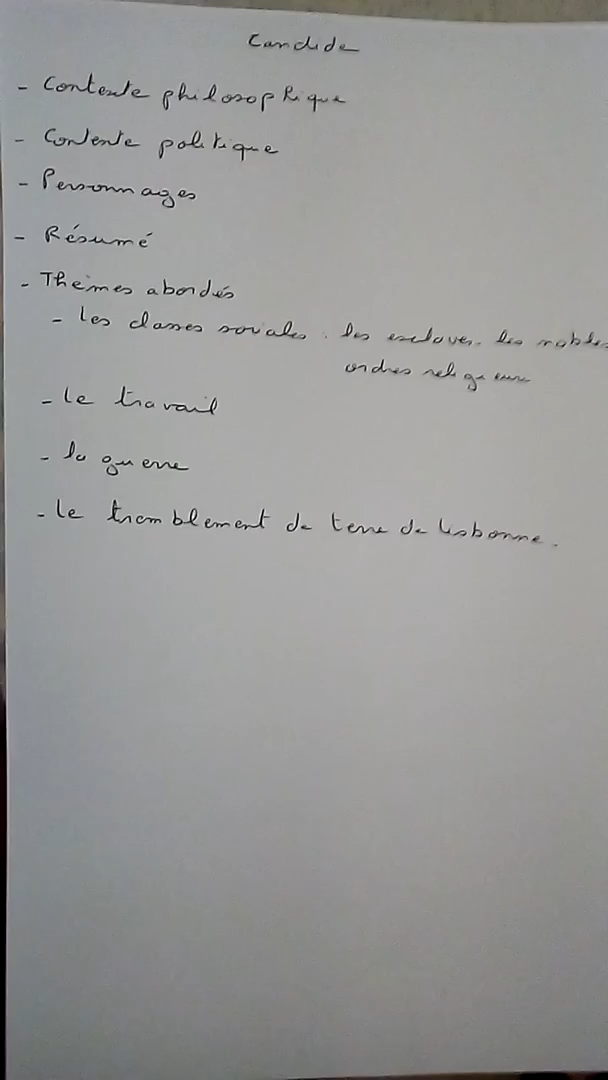 Candide
- Contexte philosophique
- Contexte politique
- Personnages
- Résumé
- Thèmes abordés
- Les classes sociales : les esclaves. les nobles
ordres religieux
- Le travail
- La guerre
- Le tremblement de terre de Lisbonne.